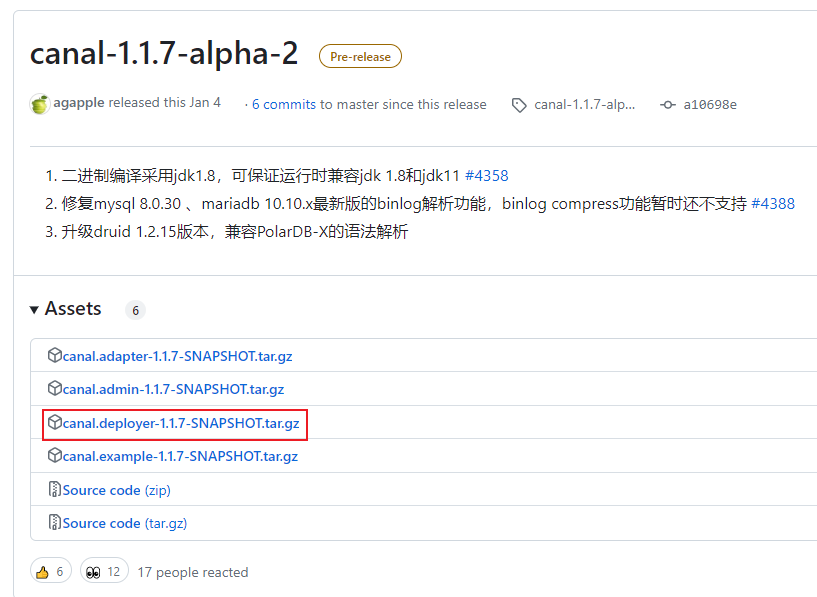 canal-1.1.7-alpha-2 Pre-release
agapple released this Jan 4 · 6 commits to master since this release canal-1.1.7-alp... a10698e
1. 二进制编译采用jdk1.8，可保证运行时兼容jdk 1.8和jdk11 #4358
2. 修复mysql 8.0.30 、mariadb 10.10.x最新版的binlog解析功能，binlog compress功能暂时还不支持 #4388
3. 升级druid 1.2.15版本，兼容PolarDB-X的语法解析
Assets 6
canal.adapter-1.1.7-SNAPSHOT.tar.gz
canal.admin-1.1.7-SNAPSHOT.tar.gz
canal.deployer-1.1.7-SNAPSHOT.tar.gz
canal.example-1.1.7-SNAPSHOT.tar.gz
Source code (zip)
Source code (tar.gz)
6 12 17 people reacted